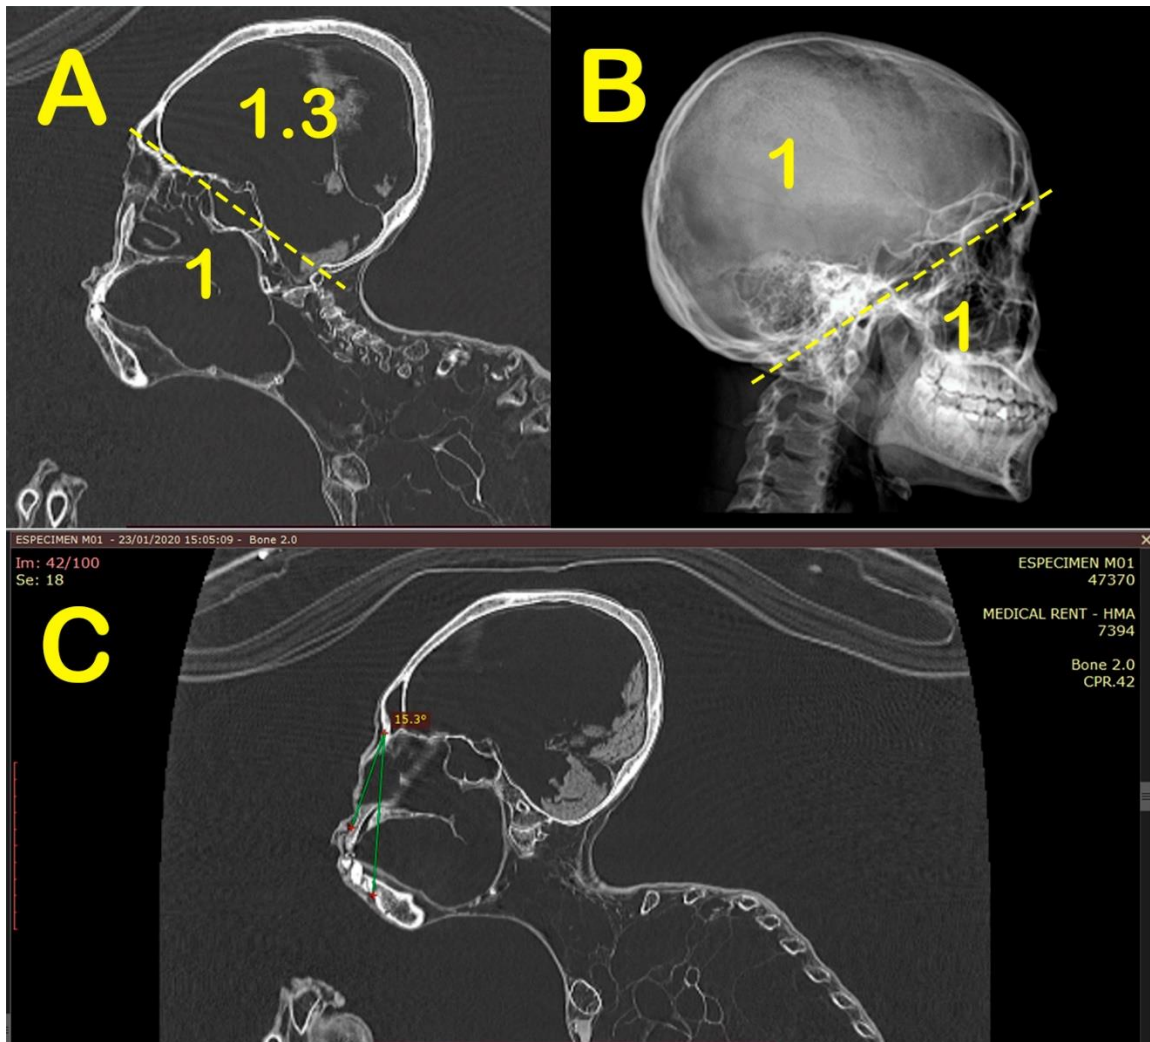 A
1.3
1
B
1
1
ESPECIMEN M01 - 23/01/2020 15:05:09 - Bone 2.0
Im: 42/100
Se: 18
C
ESPECIMEN M01
47370
MEDICAL RENT - HMA
7394
Bone 2.0
CPR.42
15.3°